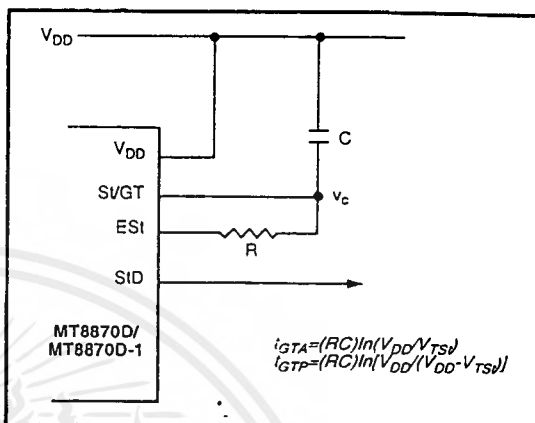 VDD
VDD
C
St/GT
vc
ESt
R
StD
MT8870D/
MT8870D-1
tGTA=(RC)ln(VDD/VTSt)
tGTP=(RC)ln[VDD/(VDD-VTSt)]